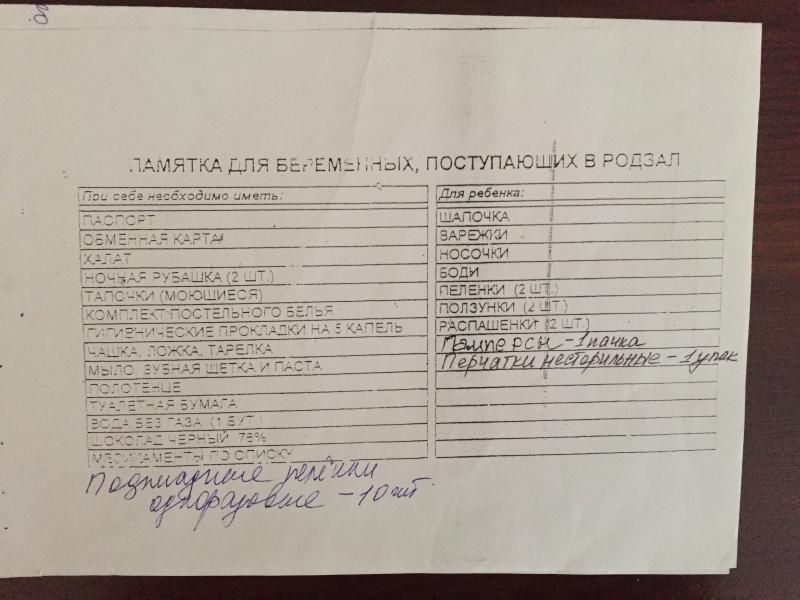 ПАМЯТКА ДЛЯ БЕРЕМЕННЫХ, ПОСТУПАЮЩИХ В РОДЗАЛ
При себе необходимо иметь:
ПАСПОРТ
ОБМЕННАЯ КАРТА
ХАЛАТ
НОЧНАЯ РУБАШКА (2 ШТ.)
ТАПОЧКИ (МОЮЩИЕСЯ)
КОМПЛЕКТ ПОСТЕЛЬНОГО БЕЛЬЯ
ГИГИЕНИЧЕСКИЕ ПРОКЛАДКИ НА 5 КАПЕЛЬ
ЧАШКА, ЛОЖКА, ТАРЕЛКА
МЫЛО, ЗУБНАЯ ЩЕТКА И ПАСТА
ПОЛОТЕНЦЕ
ТУАЛЕТНАЯ БУМАГА
ВОДА БЕЗ ГАЗА (1 БУТ.)
ШОКОЛАД ЧЕРНЫЙ 78%
МЕДИКАМЕНТЫ ПО СПИСКУ
Подкладные пелёнки
одноразовые - 10 шт
Для ребенка:
ШАПОЧКА
ВАРЕЖКИ
НОСОЧКИ
БОДЫ
ПЕЛЕНКИ (2 ШТ.)
ПОЛЗУНКИ (2 ШТ.)
РАСПАШЕНКИ (2 ШТ.)
Памперсы - 1 пачка
Перчатки нестерильные - 1 упак